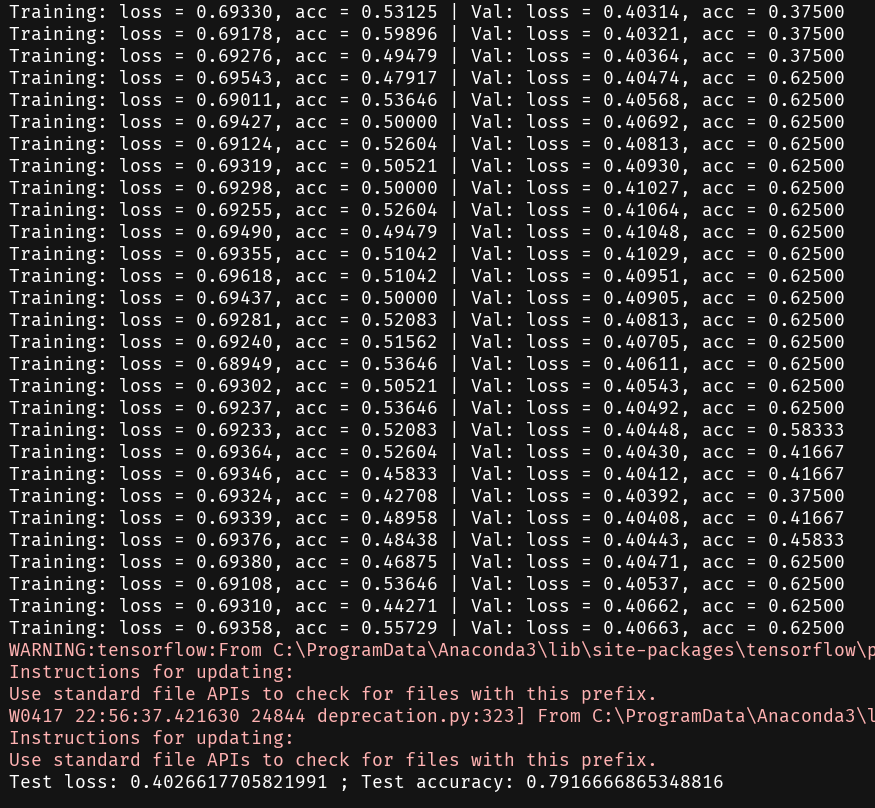 Training: loss = 0.69330, acc = 0.53125 | Val: loss = 0.40314, acc = 0.37500
Training: loss = 0.69178, acc = 0.59896 | Val: loss = 0.40321, acc = 0.37500
Training: loss = 0.69276, acc = 0.49479 | Val: loss = 0.40364, acc = 0.37500
Training: loss = 0.69543, acc = 0.47917 | Val: loss = 0.40474, acc = 0.62500
Training: loss = 0.69011, acc = 0.53646 | Val: loss = 0.40568, acc = 0.62500
Training: loss = 0.69427, acc = 0.50000 | Val: loss = 0.40692, acc = 0.62500
Training: loss = 0.69124, acc = 0.52604 | Val: loss = 0.40813, acc = 0.62500
Training: loss = 0.69319, acc = 0.50521 | Val: loss = 0.40930, acc = 0.62500
Training: loss = 0.69298, acc = 0.50000 | Val: loss = 0.41027, acc = 0.62500
Training: loss = 0.69255, acc = 0.52604 | Val: loss = 0.41064, acc = 0.62500
Training: loss = 0.69490, acc = 0.49479 | Val: loss = 0.41048, acc = 0.62500
Training: loss = 0.69355, acc = 0.51042 | Val: loss = 0.41029, acc = 0.62500
Training: loss = 0.69618, acc = 0.51042 | Val: loss = 0.40951, acc = 0.62500
Training: loss = 0.69437, acc = 0.50000 | Val: loss = 0.40905, acc = 0.62500
Training: loss = 0.69281, acc = 0.52083 | Val: loss = 0.40813, acc = 0.62500
Training: loss = 0.69240, acc = 0.51562 | Val: loss = 0.40705, acc = 0.62500
Training: loss = 0.68949, acc = 0.53646 | Val: loss = 0.40611, acc = 0.62500
Training: loss = 0.69302, acc = 0.50521 | Val: loss = 0.40543, acc = 0.62500
Training: loss = 0.69237, acc = 0.53646 | Val: loss = 0.40492, acc = 0.62500
Training: loss = 0.69233, acc = 0.52083 | Val: loss = 0.40448, acc = 0.58333
Training: loss = 0.69364, acc = 0.52604 | Val: loss = 0.40430, acc = 0.41667
Training: loss = 0.69346, acc = 0.45833 | Val: loss = 0.40412, acc = 0.41667
Training: loss = 0.69324, acc = 0.42708 | Val: loss = 0.40392, acc = 0.37500
Training: loss = 0.69339, acc = 0.48958 | Val: loss = 0.40408, acc = 0.41667
Training: loss = 0.69376, acc = 0.48438 | Val: loss = 0.40443, acc = 0.45833
Training: loss = 0.69380, acc = 0.46875 | Val: loss = 0.40471, acc = 0.62500
Training: loss = 0.69108, acc = 0.53646 | Val: loss = 0.40537, acc = 0.62500
Training: loss = 0.69310, acc = 0.44271 | Val: loss = 0.40662, acc = 0.62500
Training: loss = 0.69358, acc = 0.55729 | Val: loss = 0.40663, acc = 0.62500
WARNING:tensorflow:From C:\ProgramData\Anaconda3\lib\site-packages\tensorflow\p
Instructions for updating:
Use standard file APIs to check for files with this prefix.
W0417 22:56:37.421630 24844 deprecation.py:323] From C:\ProgramData\Anaconda3\l
Instructions for updating:
Use standard file APIs to check for files with this prefix.
Test loss: 0.4026617705821991 ; Test accuracy: 0.7916666865348816